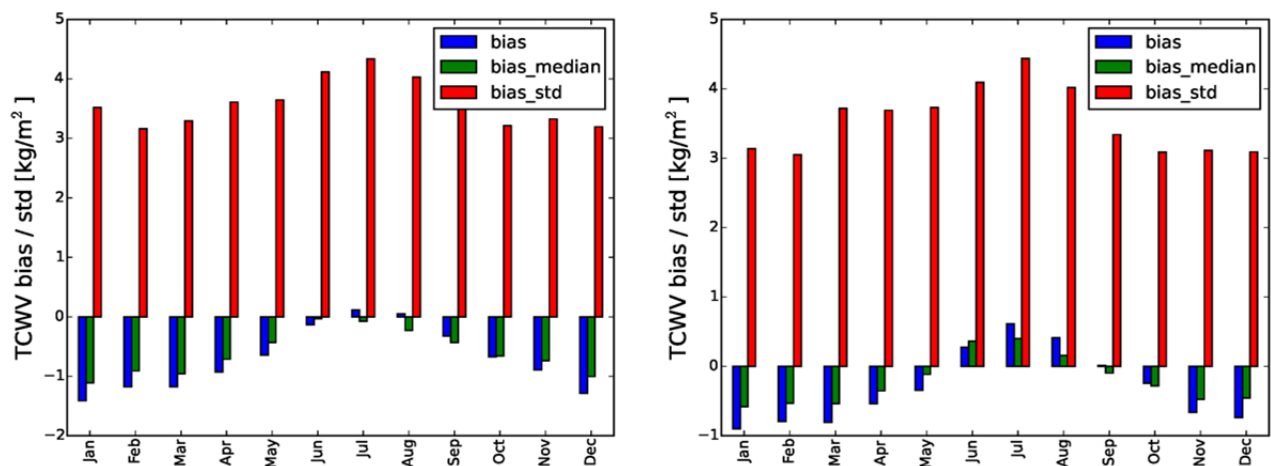 5
4
3
2
1
0
−1
−2
TCWV bias / std [kg/m²]
bias
bias_median
bias_std
Jan
Feb
Mar
Apr
May
Jun
Jul
Aug
Sep
Oct
Nov
Dec
5
4
3
2
1
0
−1
TCWV bias / std [kg/m²]
bias
bias_median
bias_std
Jan
Feb
Mar
Apr
May
Jun
Jul
Aug
Sep
Oct
Nov
Dec